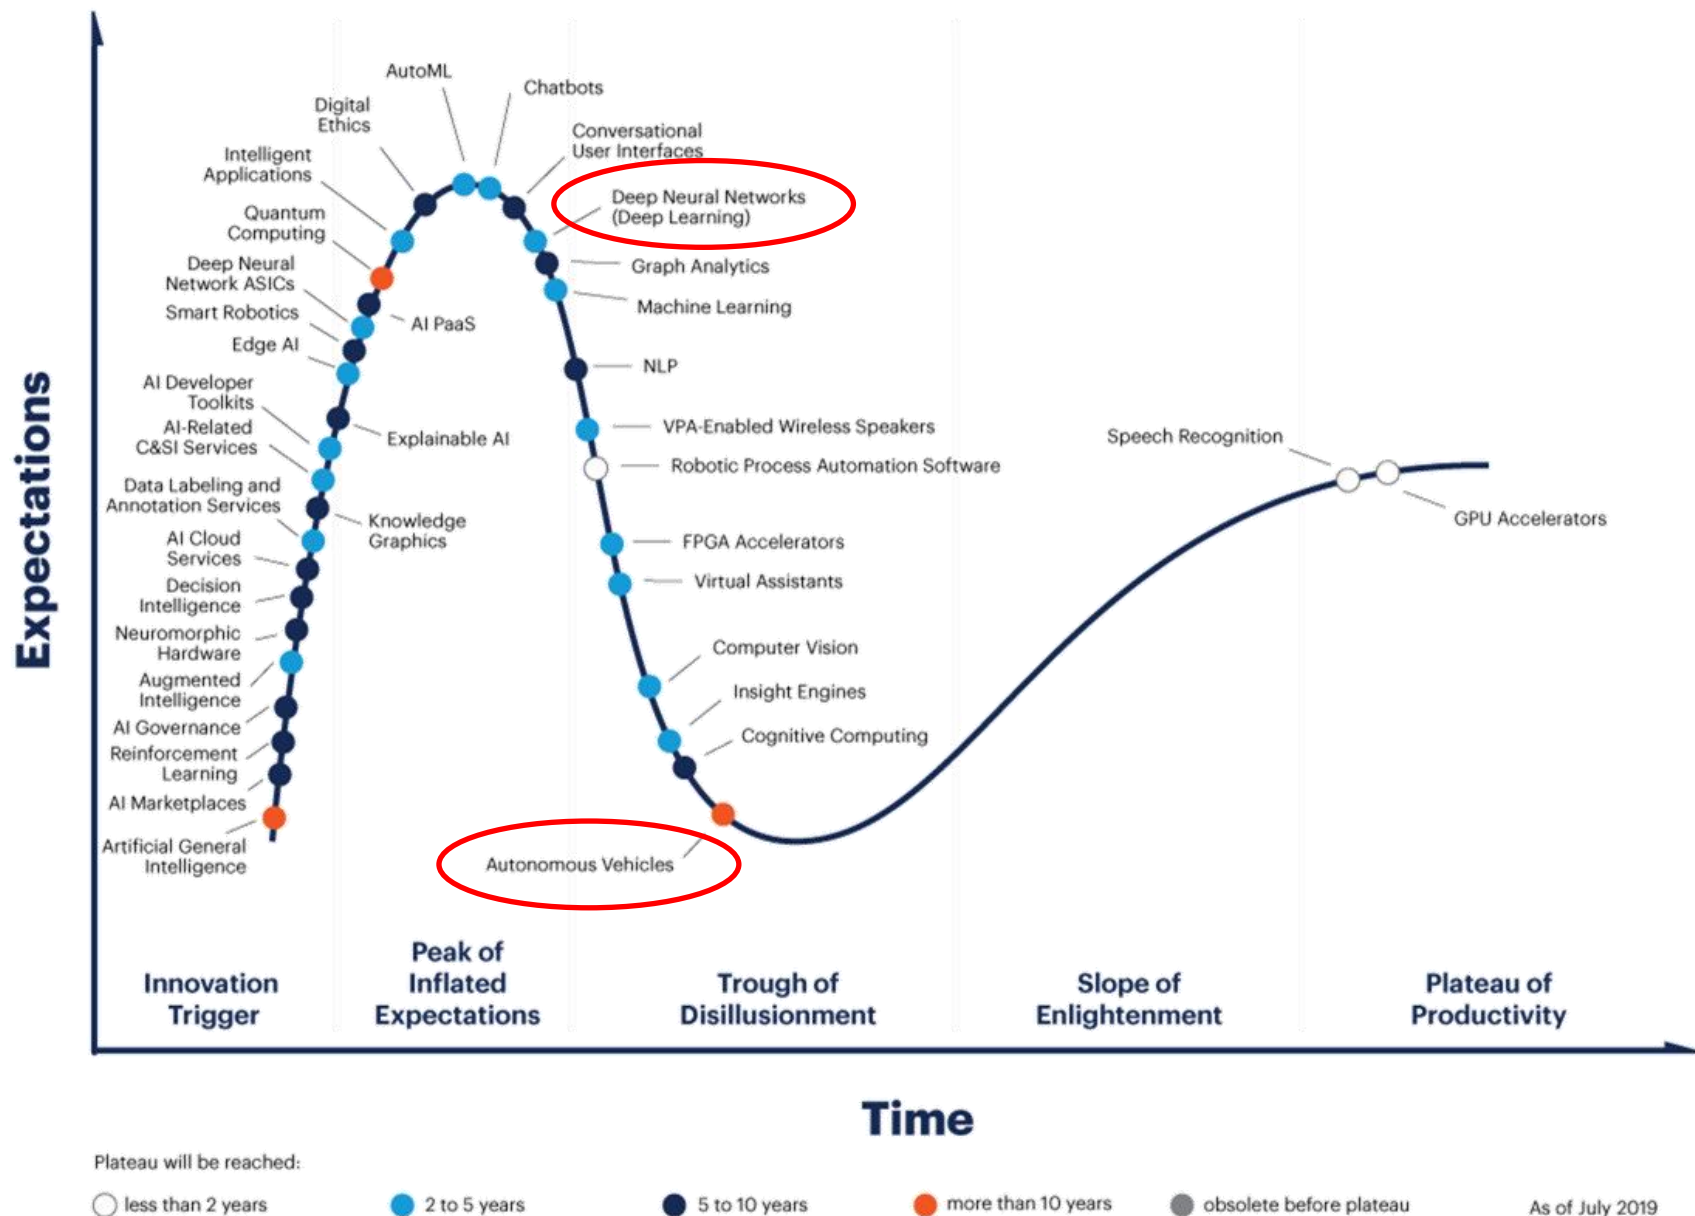 Expectations
AutoML
Chatbots
Digital
Ethics
Conversational
User Interfaces
Intelligent
Applications
Deep Neural Networks
(Deep Learning)
Quantum
Computing
Graph Analytics
Deep Neural
Network ASICs
Machine Learning
Smart Robotics
AI PaaS
Edge AI
NLP
AI Developer
Toolkits
Explainable AI
VPA-Enabled Wireless Speakers
AI-Related
C&SI Services
Speech Recognition
Robotic Process Automation Software
Data Labeling and
Annotation Services
Knowledge
Graphics
GPU Accelerators
AI Cloud
Services
FPGA Accelerators
Decision
Intelligence
Virtual Assistants
Neuromorphic
Hardware
Computer Vision
Augmented
Intelligence
Insight Engines
AI Governance
Cognitive Computing
Reinforcement
Learning
AI Marketplaces
Artificial General
Intelligence
Autonomous Vehicles
Innovation
Trigger
Peak of
Inflated
Expectations
Trough of
Disillusionment
Slope of
Enlightenment
Plateau of
Productivity
Time
Plateau will be reached:
less than 2 years
2 to 5 years
5 to 10 years
more than 10 years
obsolete before plateau
As of July 2019